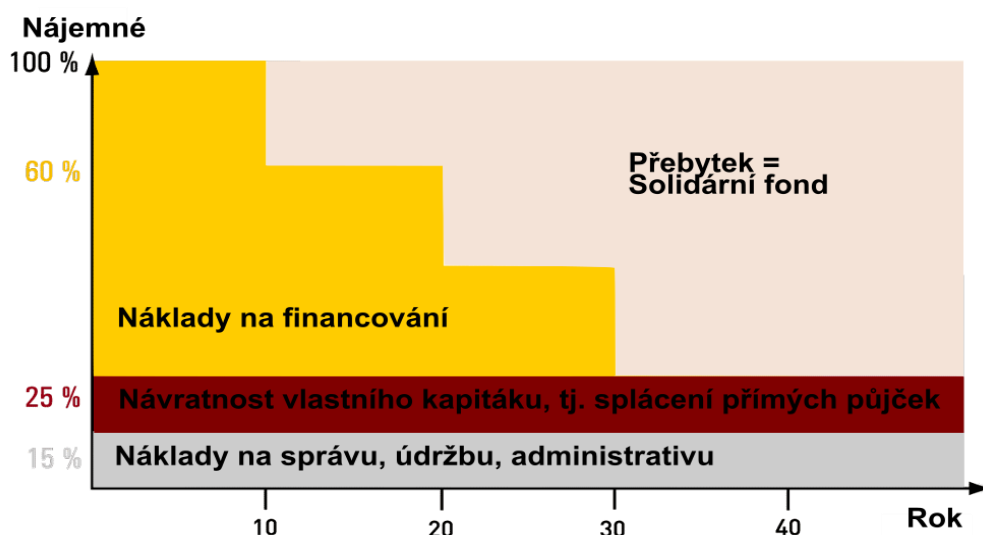 Nájemné
100 %
60 %
Přebytek =
Solidární fond
Náklady na financování
25 %
Návratnost vlastního kapitáku, tj. splácení přímých půjček
15 %
Náklady na správu, údržbu, administrativu
10
20
30
40
Rok